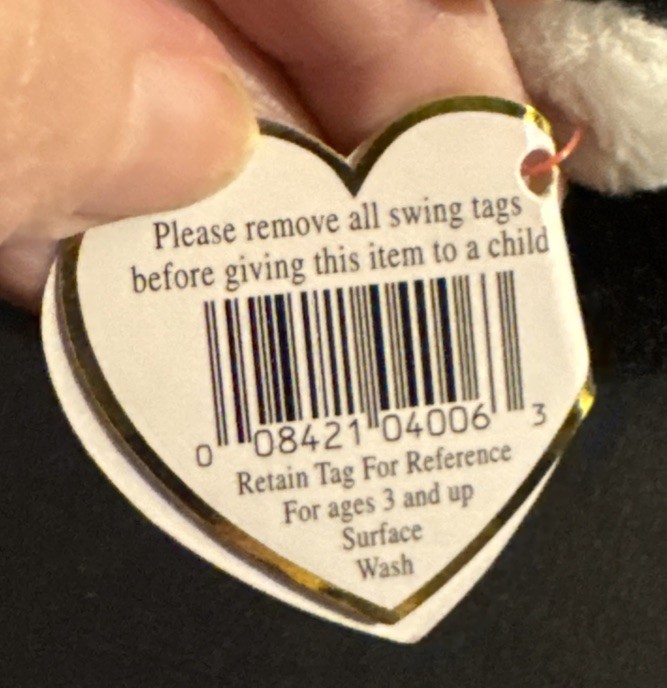 Please remove all swing tags
before giving this item to a child
0 08421 04006 3
Retain Tag For Reference
For ages 3 and up
Surface
Wash